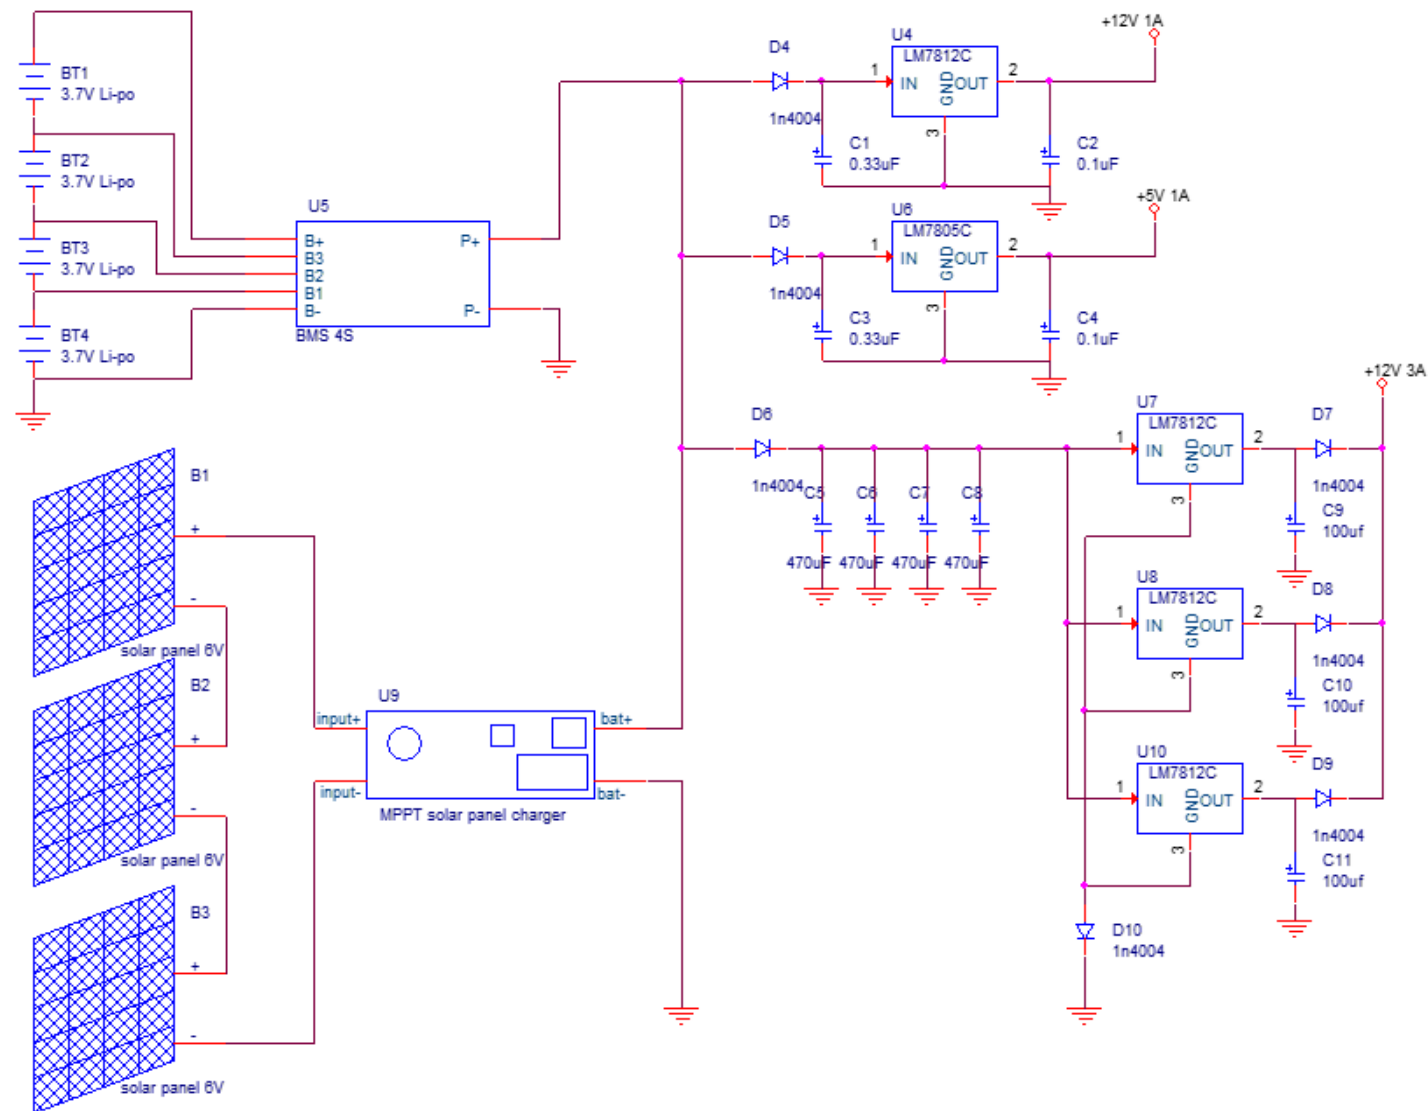 BT1
3.7V Li-po
BT2
3.7V Li-po
BT3
3.7V Li-po
BT4
3.7V Li-po
U5
B+
B3
B2
B1
B-
P+
P-
BMS 4S
D4
1n4004
U4
LM7812C
1
IN
GND
OUT
2
3
+12V 1A
C1
0.33uF
C2
0.1uF
D5
1n4004
U6
LM7805C
1
IN
GND
OUT
2
3
+5V 1A
C3
0.33uF
C4
0.1uF
D6
1n4004
C5
470uF
C6
470uF
C7
470uF
C8
470uF
U7
LM7812C
1
IN
GND
OUT
2
3
D7
1n4004
+12V 3A
C9
100uf
U8
LM7812C
1
IN
GND
OUT
2
3
D8
1n4004
C10
100uf
U10
LM7812C
1
IN
GND
OUT
2
3
D9
1n4004
C11
100uf
D10
1n4004
B1
+
-
solar panel 6V
B2
+
-
solar panel 6V
B3
+
-
solar panel 6V
U9
input+
input-
bat+
bat-
MPPT solar panel charger